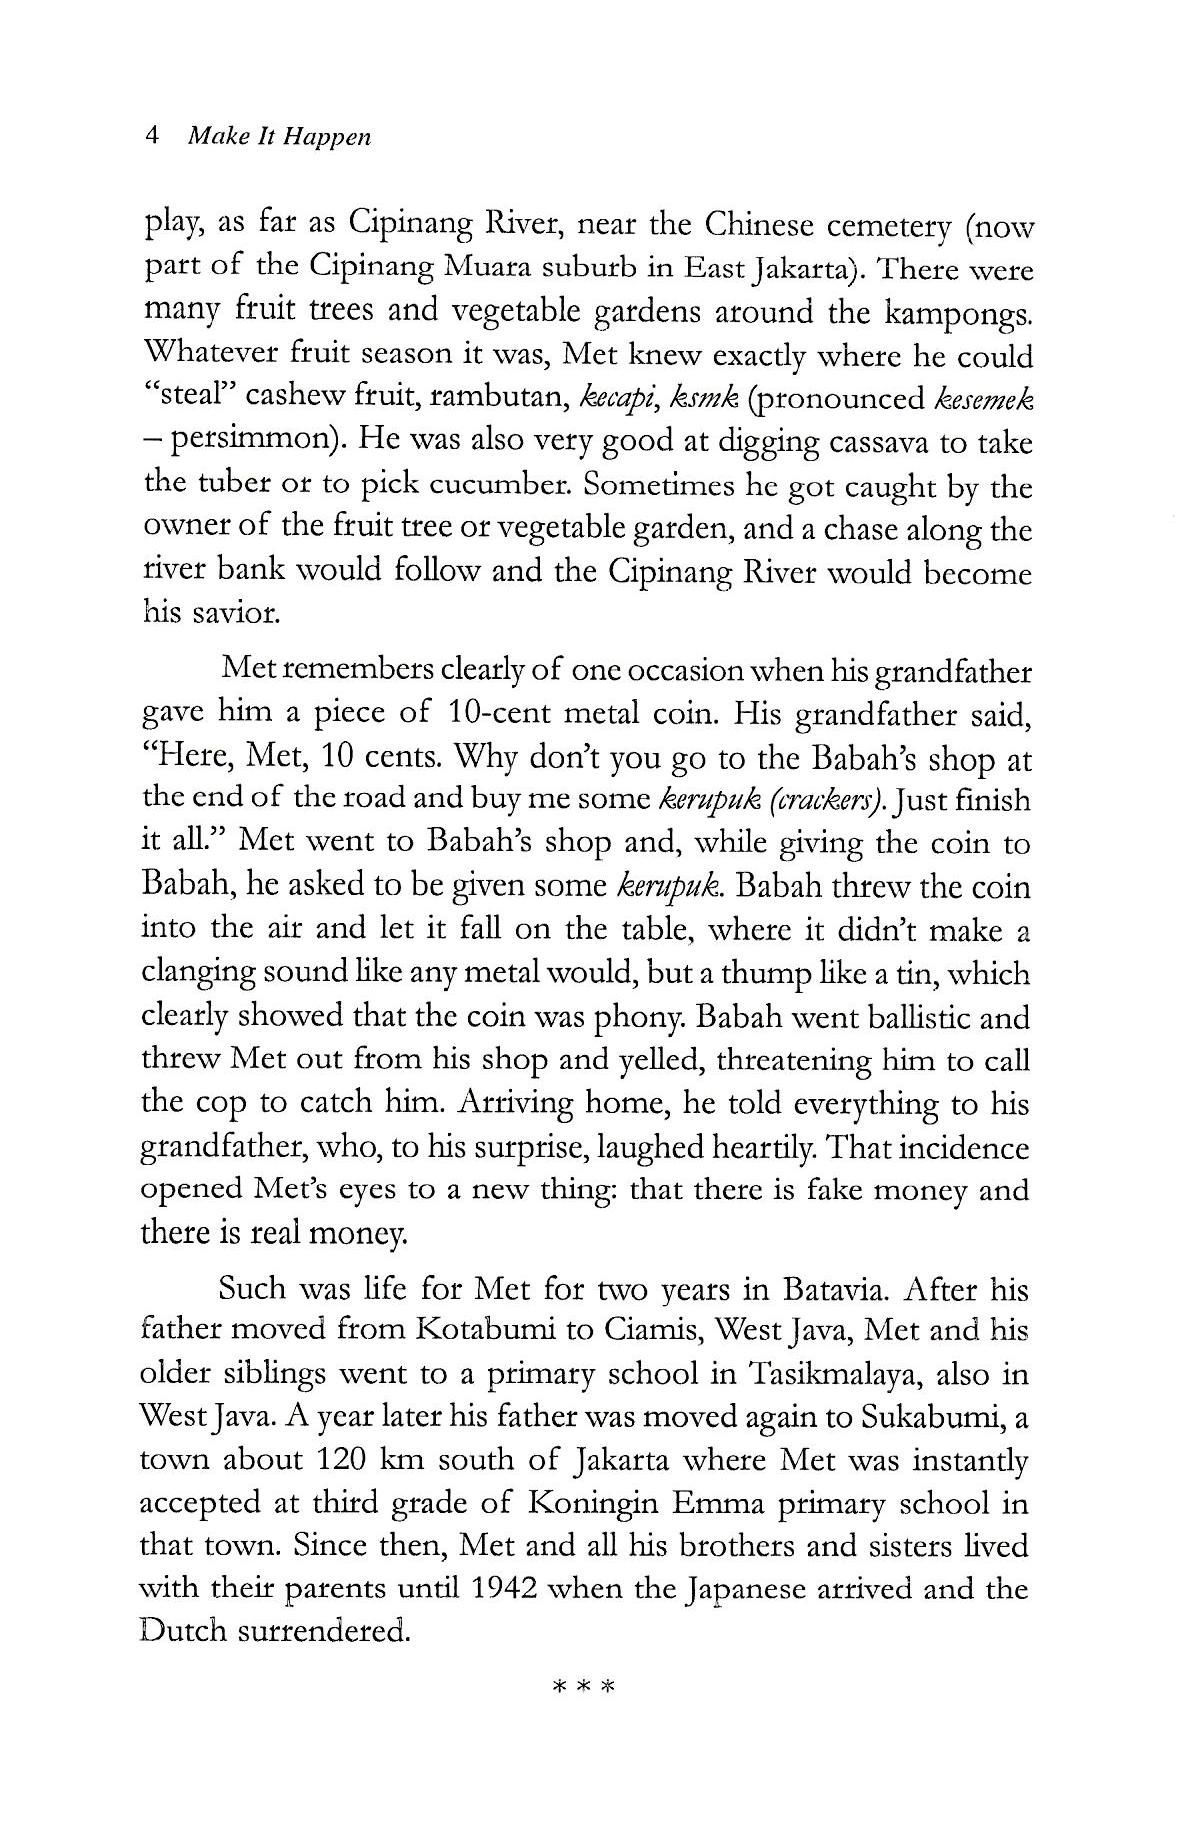 4 Make It Happen
play, as far as Cipinang River, near the Chinese cemetery (now
part of the Cipinang Muara suburb in East Jakarta). There were
many fruit trees and vegetable gardens around the kampongs.
Whatever fruit season it was, Met knew exactly where he could
“steal” cashew fruit, rambutan, kecapi, ksmk (pronounced kesemek
– persimmon). He was also very good at digging cassava to take
the tuber or to pick cucumber. Sometimes he got caught by the
owner of the fruit tree or vegetable garden, and a chase along the
river bank would follow and the Cipinang River would become
his savior.
Met remembers clearly of one occasion when his grandfather
gave him a piece of 10-cent metal coin. His grandfather said,
“Here, Met, 10 cents. Why don’t you go to the Babah’s shop at
the end of the road and buy me some kerupuk (crackers). Just finish
it all.” Met went to Babah’s shop and, while giving the coin to
Babah, he asked to be given some kerupuk. Babah threw the coin
into the air and let it fall on the table, where it didn’t make a
clanging sound like any metal would, but a thump like a tin, which
clearly showed that the coin was phony. Babah went ballistic and
threw Met out from his shop and yelled, threatening him to call
the cop to catch him. Arriving home, he told everything to his
grandfather, who, to his surprise, laughed heartily. That incidence
opened Met’s eyes to a new thing: that there is fake money and
there is real money.
Such was life for Met for two years in Batavia. After his
father moved from Kotabumi to Ciamis, West Java, Met and his
older siblings went to a primary school in Tasikmalaya, also in
West Java. A year later his father was moved again to Sukabumi, a
town about 120 km south of Jakarta where Met was instantly
accepted at third grade of Koningin Emma primary school in
that town. Since then, Met and all his brothers and sisters lived
with their parents until 1942 when the Japanese arrived and the
Dutch surrendered.
* * *